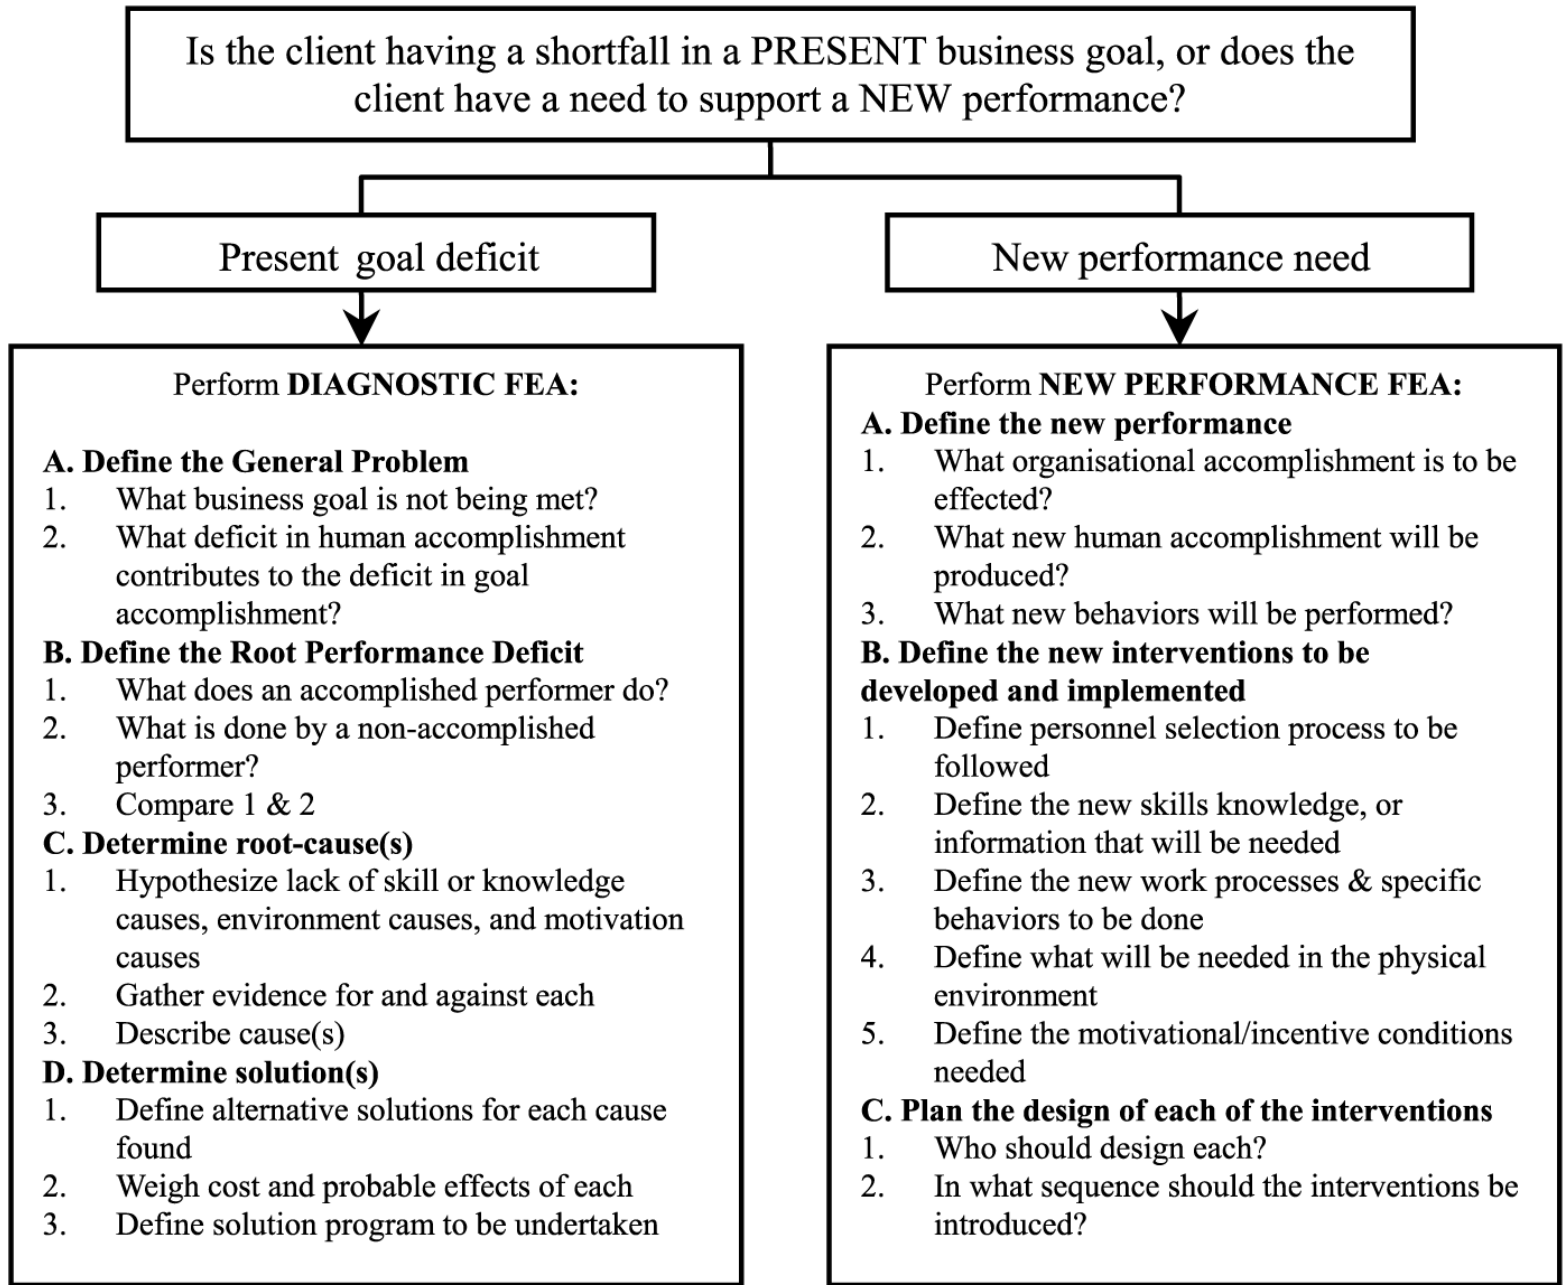 Is the client having a shortfall in a PRESENT business goal, or does the
client have a need to support a NEW performance?
Present goal deficit
New performance need
Perform DIAGNOSTIC FEA:
A. Define the General Problem
1. What business goal is not being met?
2. What deficit in human accomplishment
contributes to the deficit in goal
accomplishment?
B. Define the Root Performance Deficit
1. What does an accomplished performer do?
2. What is done by a non-accomplished
performer?
3. Compare 1 & 2
C. Determine root-cause(s)
1. Hypothesize lack of skill or knowledge
causes, environment causes, and motivation
causes
2. Gather evidence for and against each
3. Describe cause(s)
D. Determine solution(s)
1. Define alternative solutions for each cause
found
2. Weigh cost and probable effects of each
3. Define solution program to be undertaken
Perform NEW PERFORMANCE FEA:
A. Define the new performance
1. What organisational accomplishment is to be
effected?
2. What new human accomplishment will be
produced?
3. What new behaviors will be performed?
B. Define the new interventions to be
developed and implemented
1. Define personnel selection process to be
followed
2. Define the new skills knowledge, or
information that will be needed
3. Define the new work processes & specific
behaviors to be done
4. Define what will be needed in the physical
environment
5. Define the motivational/incentive conditions
needed
C. Plan the design of each of the interventions
1. Who should design each?
2. In what sequence should the interventions be
introduced?